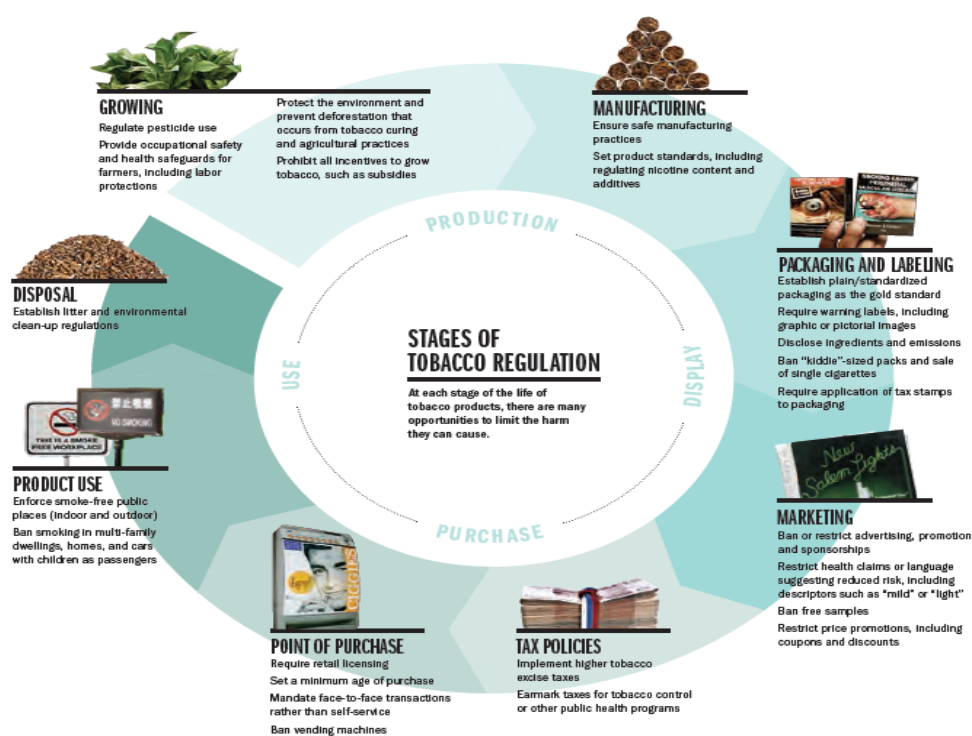 GROWING
Regulate pesticide use
Provide occupational safety
and health safeguards for
farmers, including labor
protections
Protect the environment and
prevent deforestation that
occurs from tobacco curing
and agricultural practices
Prohibit all incentives to grow
tobacco, such as subsidies
MANUFACTURING
Ensure safe manufacturing
practices
Set product standards, including
regulating nicotine content and
additives
PACKAGING AND LABELING
Establish plain/standardized
packaging as the gold standard
Require warning labels, including
graphic or pictorial images
Disclose ingredients and emissions
Ban “kiddie”-sized packs and sale
of single cigarettes
Require application of tax stamps
to packaging
New
Salem Lights
MARKETING
Ban or restrict advertising, promotion
and sponsorships
Restrict health claims or language
suggesting reduced risk, including
descriptors such as “mild” or “light”
Ban free samples
Restrict price promotions, including
coupons and discounts
TAX POLICIES
Implement higher tobacco
excise taxes
Earmark taxes for tobacco control
or other public health programs
CIGGIES
POINT OF PURCHASE
Require retail licensing
Set a minimum age of purchase
Mandate face-to-face transactions
rather than self-service
Ban vending machines
THIS IS A SMOKE
FREE WORKPLACE
禁止吸烟
NO SMOKING
PRODUCT USE
Enforce smoke-free public
places (indoor and outdoor)
Ban smoking in multi-family
dwellings, homes, and cars
with children as passengers
DISPOSAL
Establish litter and environmental
clean-up regulations
PRODUCTION
DISPLAY
PURCHASE
USE
STAGES OF
TOBACCO REGULATION
At each stage of the life of
tobacco products, there are many
opportunities to limit the harm
they can cause.